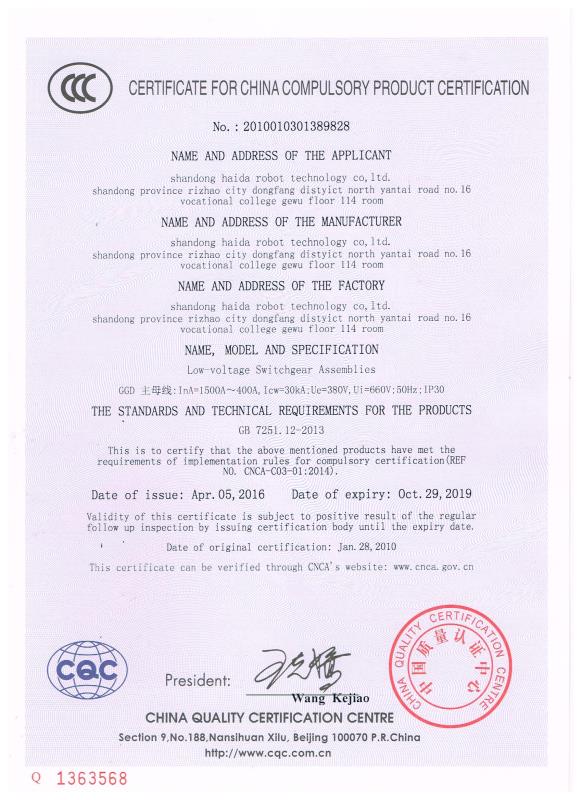 CCC
CERTIFICATE FOR CHINA COMPULSORY PRODUCT CERTIFICATION
No. : 2010010301389828
NAME AND ADDRESS OF THE APPLICANT
shandong haida robot technology co,ltd.
shandong province rizhao city dongfang distyict north yantai road no.16
vocational college gewu floor 114 room
NAME AND ADDRESS OF THE MANUFACTURER
shandong haida robot technology co,ltd.
shandong province rizhao city dongfang distyict north yantai road no.16
vocational college gewu floor 114 room
NAME AND ADDRESS OF THE FACTORY
shandong haida robot technology co,ltd.
shandong province rizhao city dongfang distyict north yantai road no.16
vocational college gewu floor 114 room
NAME, MODEL AND SPECIFICATION
Low-voltage Switchgear Assemblies
GGD 主母线:InA=1500A~400A,Icw=30kA;Ue=380V,Ui=660V;50Hz;IP30
THE STANDARDS AND TECHNICAL REQUIREMENTS FOR THE PRODUCTS
GB 7251.12-2013
This is to certify that the above mentioned products have met the
requirements of implementation rules for compulsory certification(REF
NO. CNCA-C03-01:2014).
Date of issue: Apr.05,2016 Date of expiry: Oct.29,2019
Validity of this certificate is subject to positive result of the regular
follow up inspection by issuing certification body until the expiry date.
Date of original certification: Jan.28,2010
This certificate can be verified through CNCA's website: www.cnca.gov.cn
CQC
President:
Wang Kejiao
CHINA QUALITY CERTIFICATION CENTRE
中国质量认证中心
CHINA QUALITY CERTIFICATION CENTRE
Section 9,No.188,Nansihuan Xilu, Beijing 100070 P.R.China
http://www.cqc.com.cn
Q 1363568